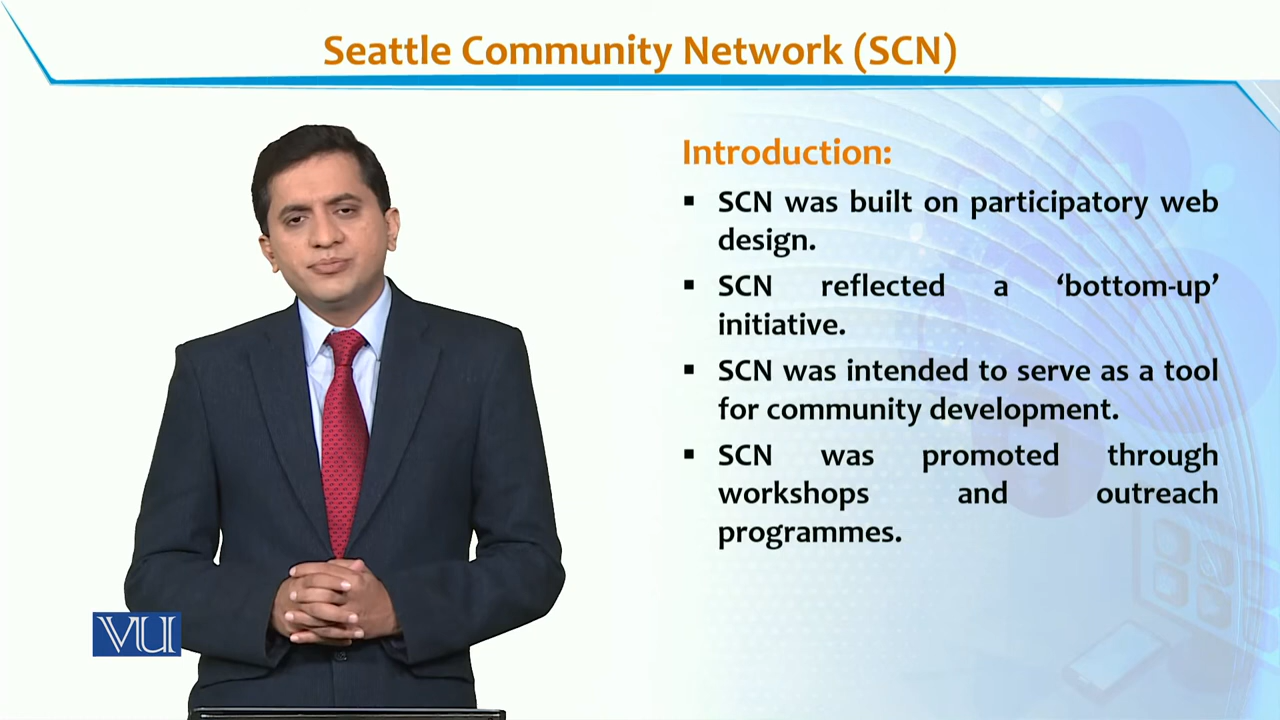 Seattle Community Network (SCN)
Introduction:
▪ SCN was built on participatory web
design.
▪ SCN reflected a ‘bottom-up’
initiative.
▪ SCN was intended to serve as a tool
for community development.
▪ SCN was promoted through
workshops and outreach
programmes.
VU